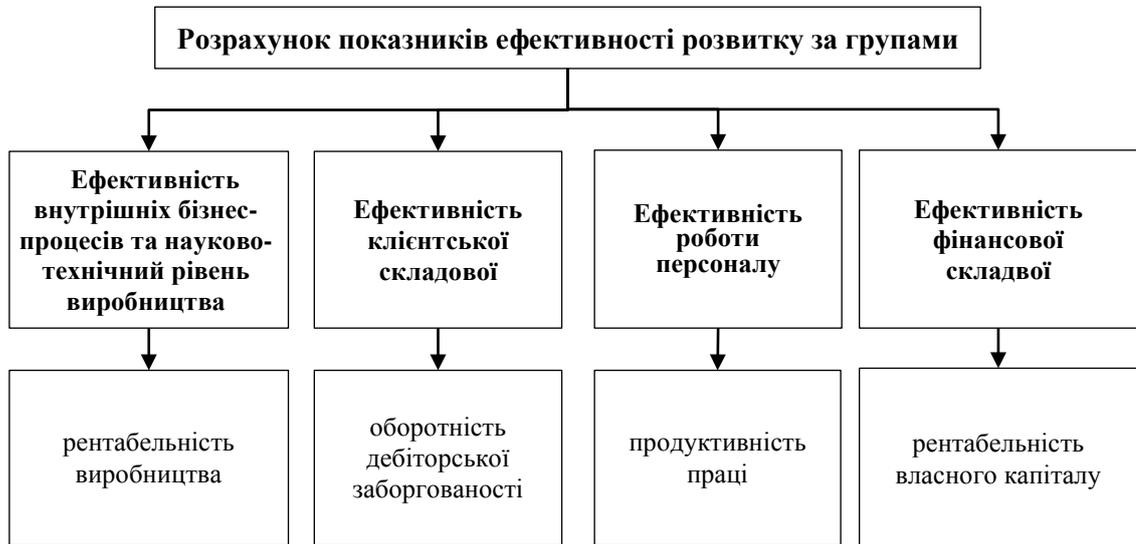 Розрахунок показників ефективності розвитку за групами
Ефективність
внутрішніх бізнес-
процесів та науково-
технічний рівень
виробництва
Ефективність
клієнтської
складової
Ефективність
роботи
персоналу
Ефективність
фінансової
складвої
рентабельність
виробництва
оборотність
дебіторської
заборгованості
продуктивність
праці
рентабельність
власного капіталу